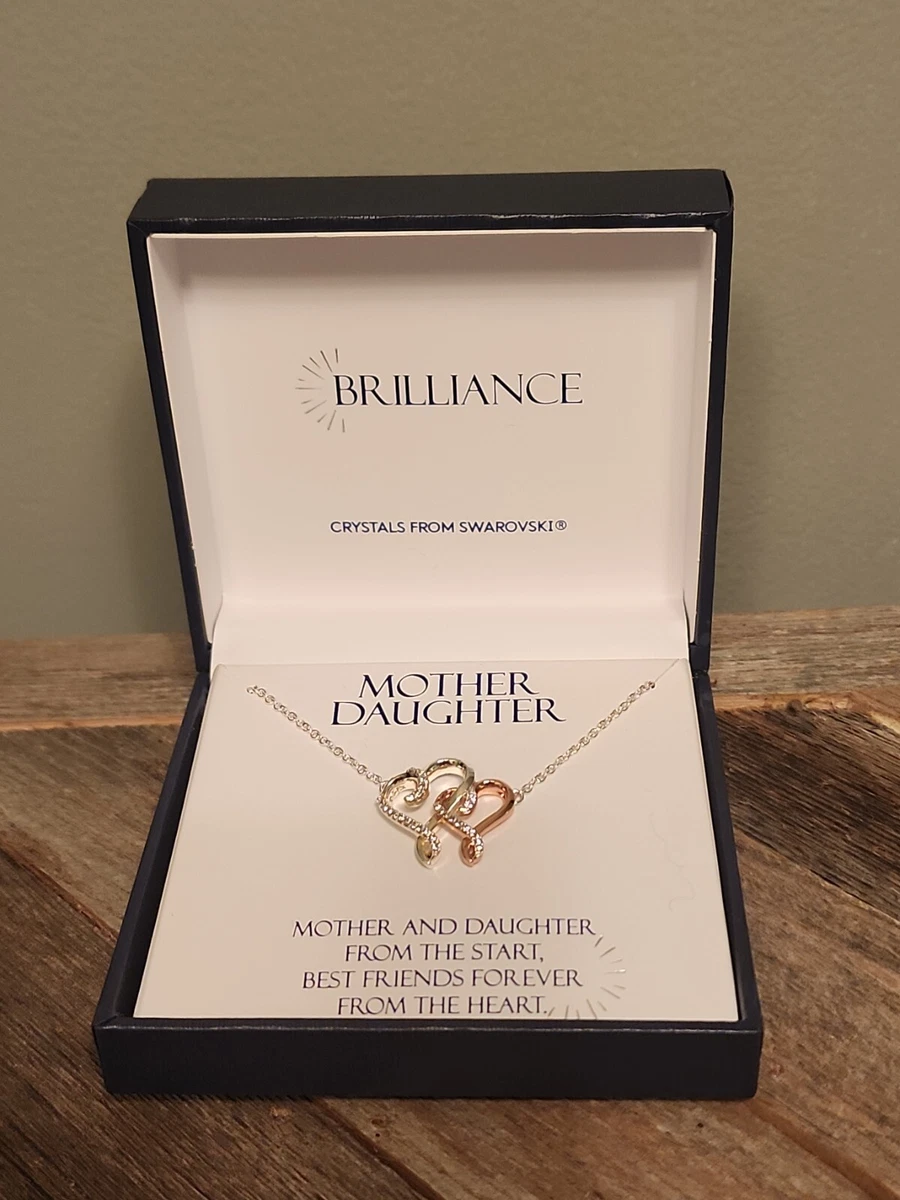 BRILLIANCE
CRYSTALS FROM SWAROVSKI®
MOTHER
DAUGHTER
MOTHER AND DAUGHTER
FROM THE START,
BEST FRIENDS FOREVER
FROM THE HEART.